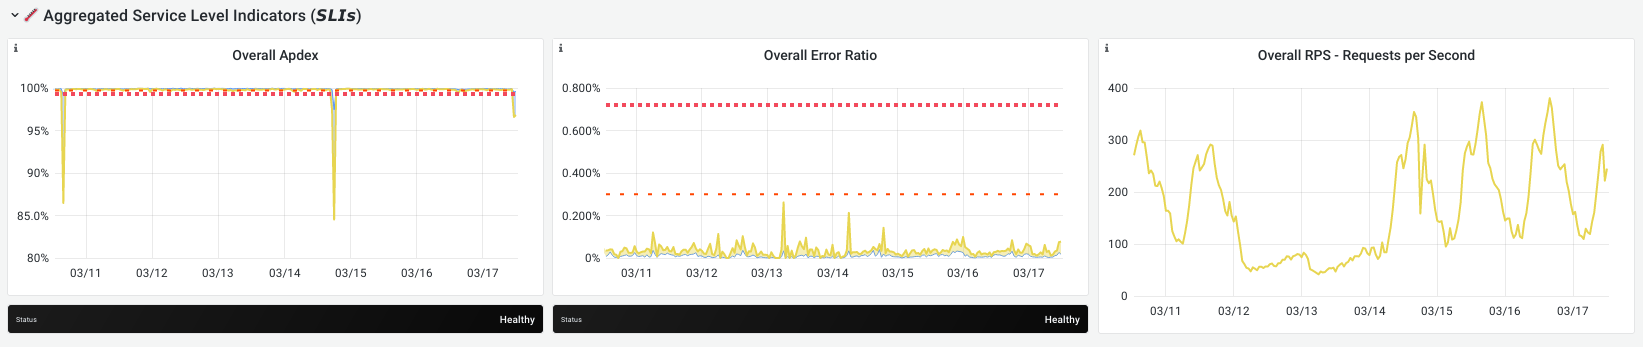 Aggregated Service Level Indicators (SLIs)
Overall Apdex
100%
95%
90%
85.0%
80%
03/11 03/12 03/13 03/14 03/15 03/16 03/17
Status Healthy
Overall Error Ratio
0.800%
0.600%
0.400%
0.200%
0%
03/11 03/12 03/13 03/14 03/15 03/16 03/17
Status Healthy
Overall RPS - Requests per Second
400
300
200
100
0
03/11 03/12 03/13 03/14 03/15 03/16 03/17